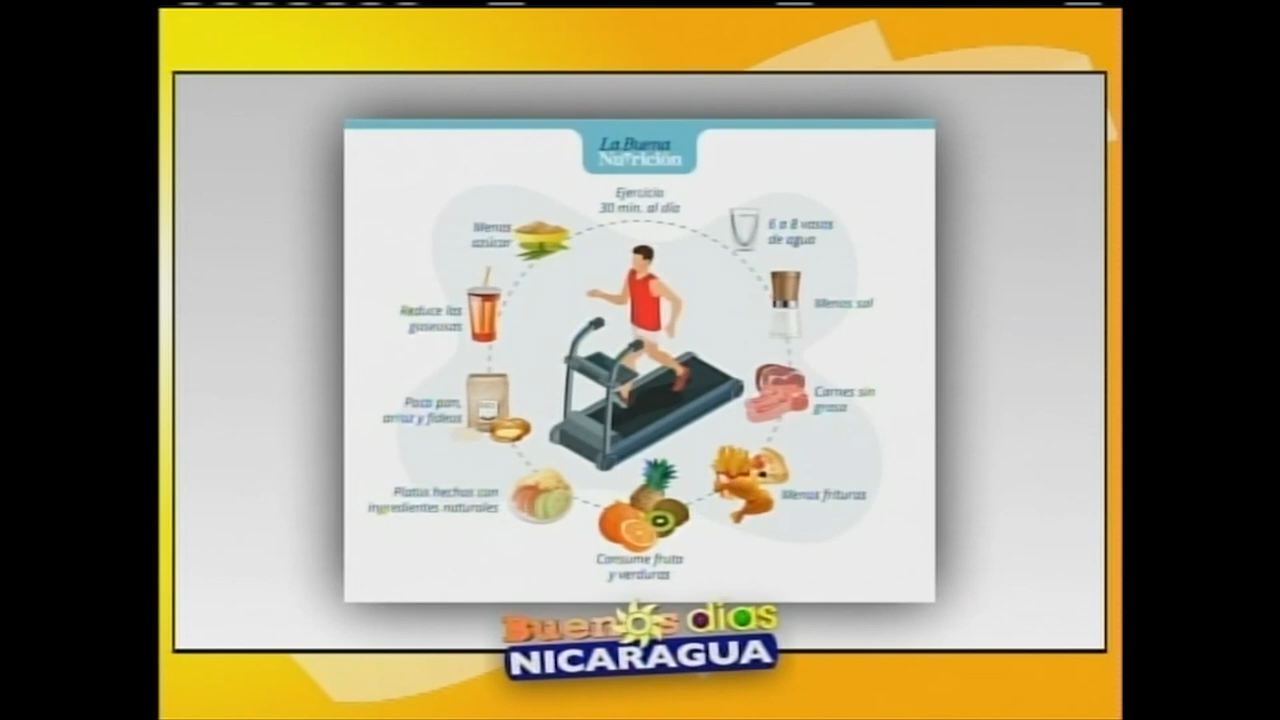 La Buena
Nutrición
Ejercicio
30 min. al día
6 a 8 vasos
de agua
Menos sal
Carnes sin
grasa
Menos frituras
Consume fruta
y verduras
Platos hechos con
ingredientes naturales
Poco pan,
arroz y fideos
Reduce las
gaseosas
Menos
azúcar
Buenos días
NICARAGUA